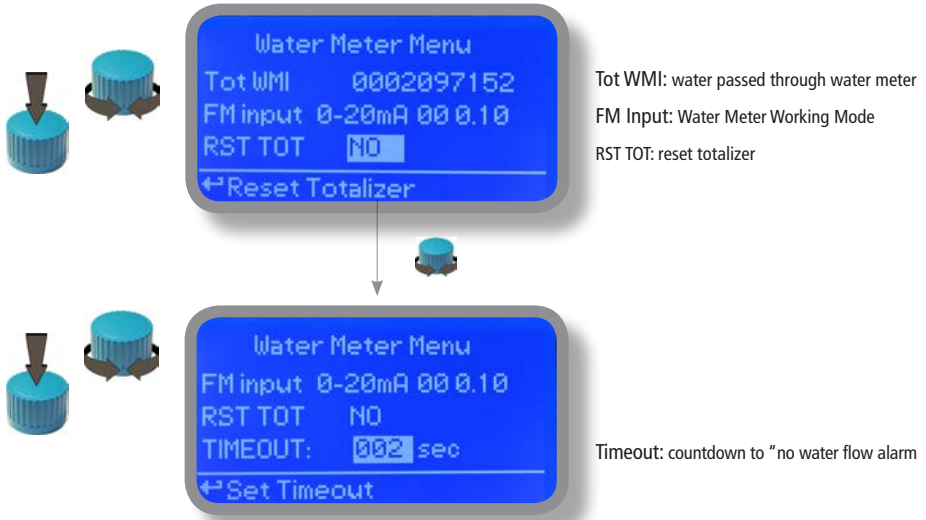 Water Meter Menu
Tot WMI 0002097152
FM input 0-20mA 00 0.10
RST TOT NO
↵Reset Totalizer
Tot WMI: water passed through water meter
FM Input: Water Meter Working Mode
RST TOT: reset totalizer
Water Meter Menu
FM input 0-20mA 00 0.10
RST TOT NO
TIMEOUT: 002 sec
↵Set Timeout
Timeout: countdown to “no water flow alarm